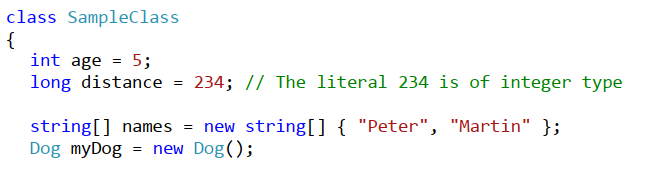 class SampleClass
{
int age = 5;
long distance = 234; // The literal 234 is of integer type
string[] names = new string[] { "Peter", "Martin" };
Dog myDog = new Dog();